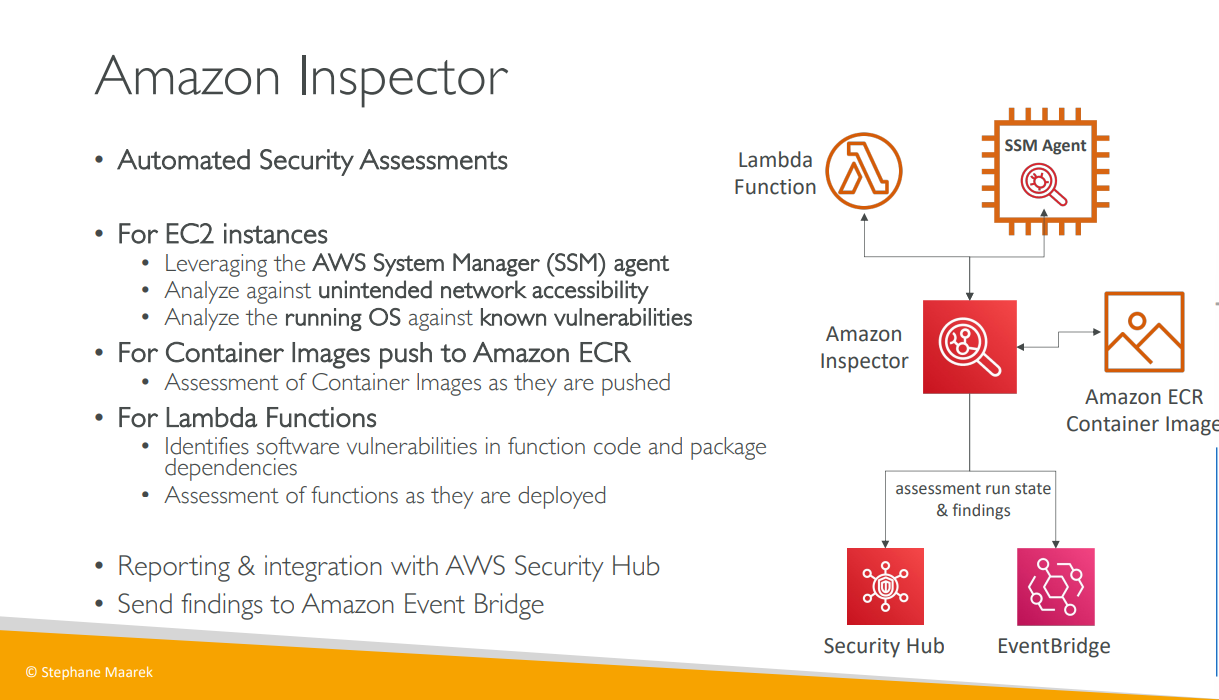 Amazon Inspector
• Automated Security Assessments
• For EC2 instances
• Leveraging the AWS System Manager (SSM) agent
• Analyze against unintended network accessibility
• Analyze the running OS against known vulnerabilities
• For Container Images push to Amazon ECR
• Assessment of Container Images as they are pushed
• For Lambda Functions
• Identifies software vulnerabilities in function code and package
dependencies
• Assessment of functions as they are deployed
• Reporting & integration with AWS Security Hub
• Send findings to Amazon Event Bridge
Lambda
Function
SSM Agent
Amazon
Inspector
Amazon ECR
Container Image
assessment run state
& findings
Security Hub
EventBridge
© Stephane Maarek